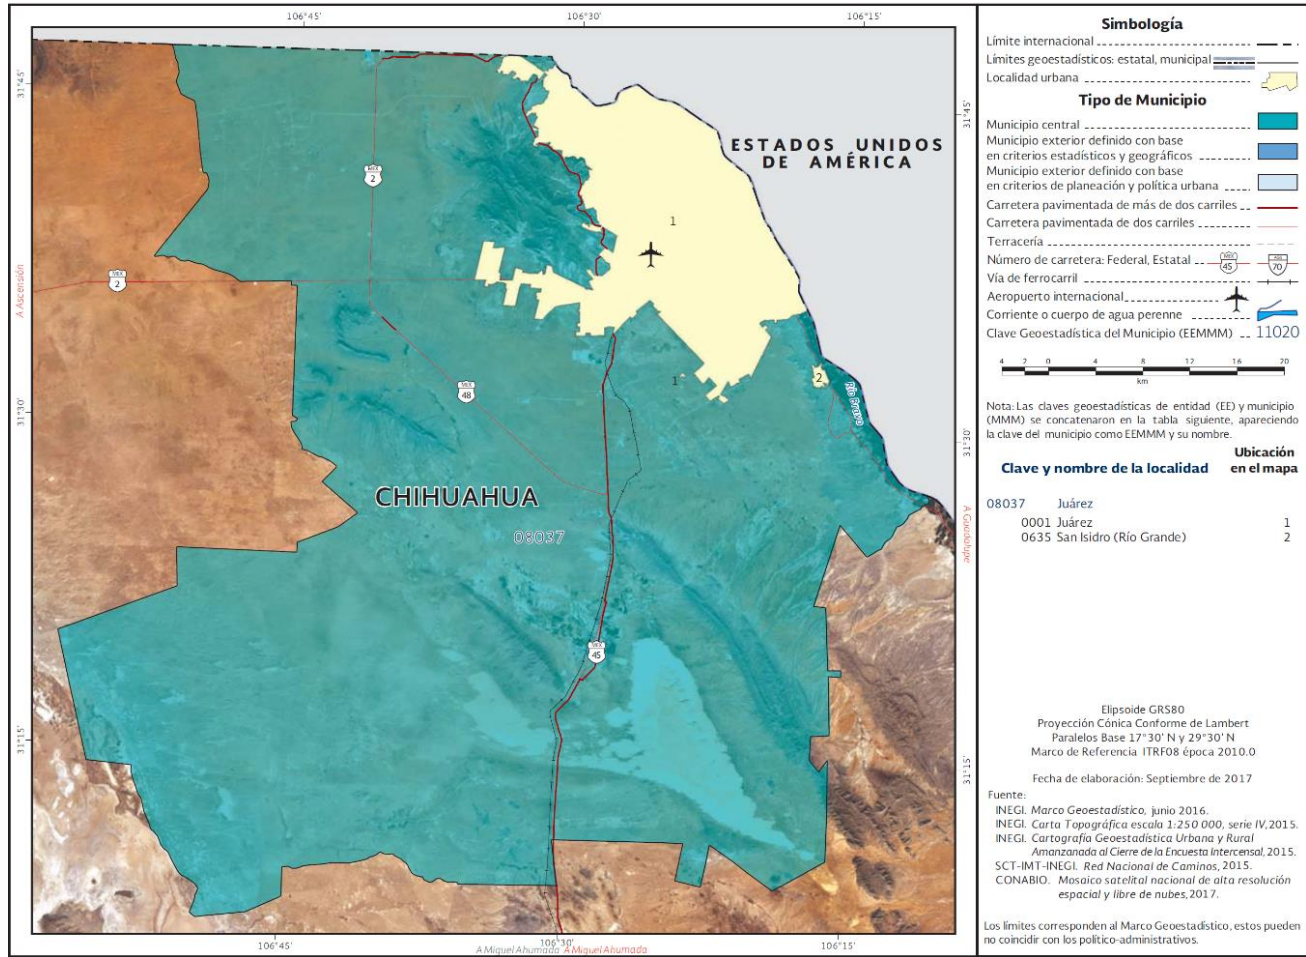 106°45'
106°30'
106°15'
31°45'
31°45'
ESTADOS UNIDOS
DE AMÉRICA
MEX
2
1
A Ascensión
MEX
2
31°30'
MEX
48
1
2
Río Bravo
31°30'
CHIHUAHUA
08037
A Guadalupe
MEX
45
31°15'
31°15'
106°45'
106°30'
106°15'
A Miguel Ahumada A Miguel Ahumada
Simbología
Límite internacional
Límites geoestadísticos: estatal, municipal
Localidad urbana
Tipo de Municipio
Municipio central
Municipio exterior definido con base
en criterios estadísticos y geográficos
Municipio exterior definido con base
en criterios de planeación y política urbana
Carretera pavimentada de más de dos carriles
Carretera pavimentada de dos carriles
Terracería
Número de carretera: Federal, Estatal MEX 45 70
Vía de ferrocarril
Aeropuerto internacional
Corriente o cuerpo de agua perenne
Clave Geoestadística del Municipio (EEMMM) 11020
4 2 0 4 8 12 16 20
km
Nota: Las claves geoestadísticas de entidad (EE) y municipio
(MMM) se concatenaron en la tabla siguiente, apareciendo
la clave del municipio como EEMMM y su nombre.
Ubicación
Clave y nombre de la localidad en el mapa
08037 Juárez
0001 Juárez 1
0635 San Isidro (Río Grande) 2
Elipsoide GRS80
Proyección Cónica Conforme de Lambert
Paralelos Base 17°30' N y 29°30' N
Marco de Referencia ITRF08 época 2010.0
Fecha de elaboración: Septiembre de 2017
Fuente:
INEGI. Marco Geoestadístico, junio 2016.
INEGI. Carta Topográfica escala 1:250 000, serie IV, 2015.
INEGI. Cartografía Geoestadística Urbana y Rural
Amanzanada al Cierre de la Encuesta Intercensal, 2015.
SCT-IMT-INEGI. Red Nacional de Caminos, 2015.
CONABIO. Mosaico satelital nacional de alta resolución
espacial y libre de nubes, 2017.
Los límites corresponden al Marco Geoestadístico, estos pueden
no coincidir con los político-administrativos.